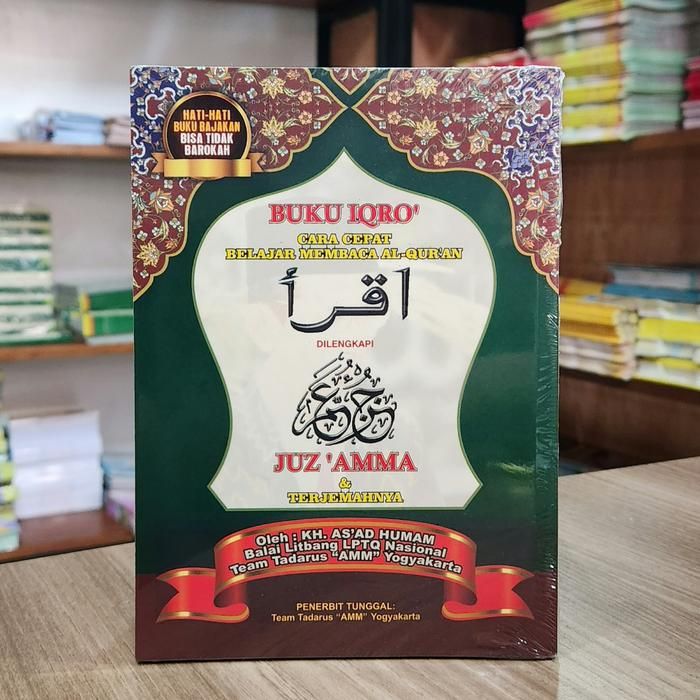 HATI-HATI
BUKU BAJAKAN
BISA TIDAK
BAROKAH
BUKU IQRO'
CARA CEPAT
BELAJAR MEMBACA AL-QUR'AN
اقرأ
DILENGKAPI
جزء عم
JUZ 'AMMA
&
TERJEMAHNYA
Oleh : KH. AS'AD HUMAM
Balai Litbang LPTQ Nasional
Team Tadarus "AMM" Yogyakarta
PENERBIT TUNGGAL:
Team Tadarus "AMM" Yogyakarta